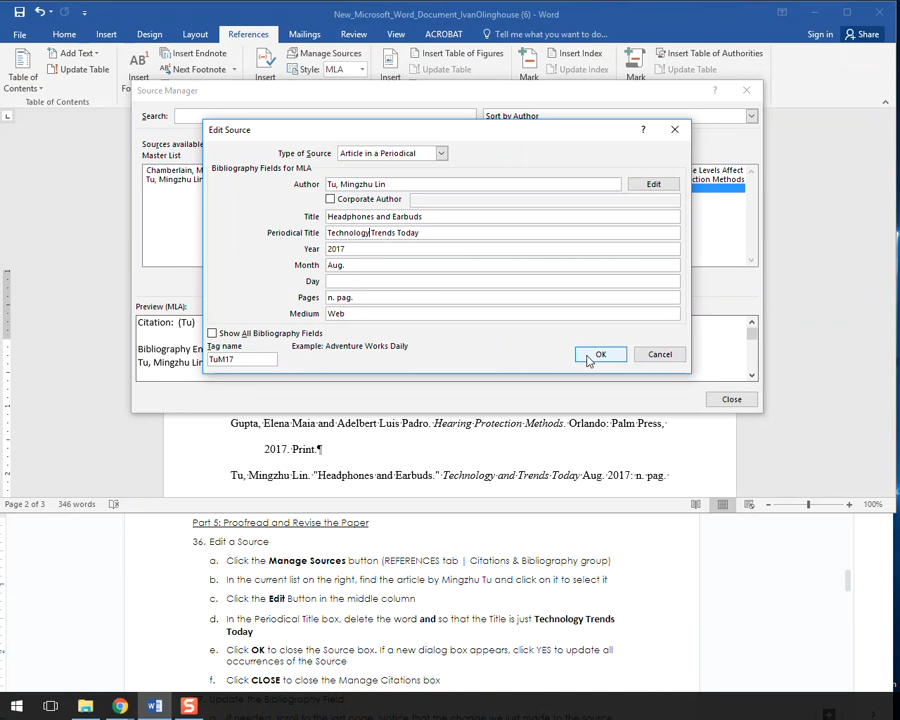 New_Microsoft_Word_Document_IvanOlinghouse (6) - Word
File Home Insert Design Layout References Mailings Review View ACROBAT Tell me what you want to do... Sign in Share
Add Text Insert Endnote Manage Sources Insert Table of Figures Insert Index Insert Table of Authorities
Update Table Next Footnote Style: MLA Update Table Update Index Update Table
Table of Contents AB Insert Insert Insert Mark Mark
Table of Contents
Source Manager ?
Search: Sort by Author
Edit Source ?
Sources available
Master List
Type of Source Article in a Periodical
Bibliography Fields for MLA
Chamberlain, M e Levels Affect
Tu, Mingzhu Lin ction Methods
Author Tu, Mingzhu Lin Edit
Corporate Author
Title Headphones and Earbuds
Periodical Title Technology Trends Today
Year 2017
Month Aug.
Day
Pages n. pag.
Medium Web
Preview (MLA):
Citation: (Tu)
Bibliography En
Tu, Mingzhu Lin
Show All Bibliography Fields
Tag name Example: Adventure Works Daily
TuM17
OK Cancel
Close
Gupta, Elena Maia and Adelbert Luis Padro. Hearing Protection Methods. Orlando: Palm Press,
2017. Print.¶
Tu, Mingzhu Lin. "Headphones and Earbuds." Technology and Trends Today Aug. 2017: n. pag.
Page 2 of 3 346 words 100%
Part 5: Proofread and Revise the Paper
36. Edit a Source
a. Click the Manage Sources button (REFERENCES tab | Citations & Bibliography group)
b. In the current list on the right, find the article by Mingzhu Tu and click on it to select it
c. Click the Edit Button in the middle column
d. In the Periodical Title box, delete the word and so that the Title is just Technology Trends
Today
e. Click OK to close the Source box. If a new dialog box appears, click YES to update all
occurrences of the Source
f. Click CLOSE to close the Manage Citations box
Update the Bibliography Field